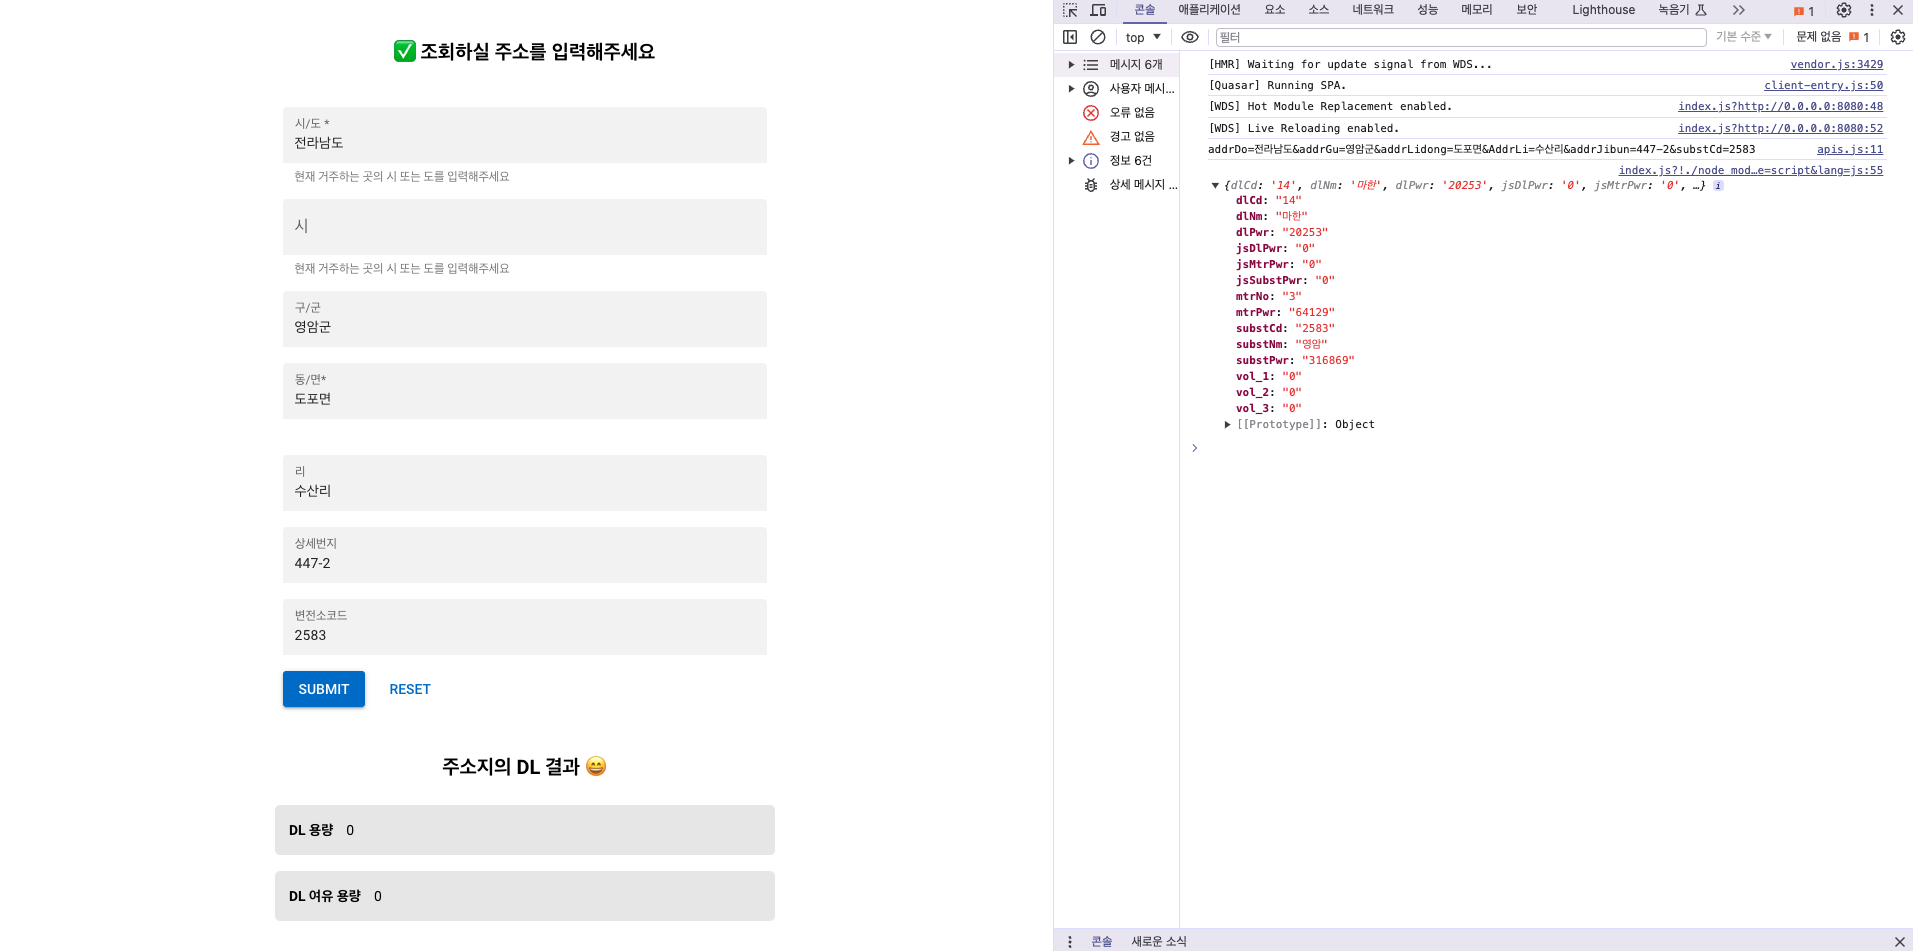 ✅ 조회하실 주소를 입력해주세요
시/도 *
전라남도
현재 거주하는 곳의 시 또는 도를 입력해주세요
시
현재 거주하는 곳의 시 또는 도를 입력해주세요
구/군
영암군
동/면*
도포면
리
수산리
상세번지
447-2
변전소코드
2583
SUBMIT RESET
주소지의 DL 결과 😄
DL 용량 0
DL 여유 용량 0
콘솔 애플리케이션 요소 소스 네트워크 성능 메모리 보안 Lighthouse 녹음기 1
top 필터 기본 수준 문제 없음 1
메시지 6개
사용자 메시...
오류 없음
경고 없음
정보 6건
상세 메시지 ...
[HMR] Waiting for update signal from WDS... vendor.js:3429
[Quasar] Running SPA. client-entry.js:50
[WDS] Hot Module Replacement enabled. index.js?http://0.0.0.0:8080:48
[WDS] Live Reloading enabled. index.js?http://0.0.0.0:8080:52
addrDo=전라남도&addrGu=영암군&addrLidong=도포면&AddrLi=수산리&addrJibun=447-2&substCd=2583 apis.js:11
index.js?!./node_mod…e=script&lang=js:55
{dlCd: '14', dlNm: '마한', dlPwr: '20253', jsDlPwr: '0', jsMtrPwr: '0', …} i
dlCd: "14"
dlNm: "마한"
dlPwr: "20253"
jsDlPwr: "0"
jsMtrPwr: "0"
jsSubstPwr: "0"
mtrNo: "3"
mtrPwr: "64129"
substCd: "2583"
substNm: "영암"
substPwr: "316869"
vol_1: "0"
vol_2: "0"
vol_3: "0"
[[Prototype]]: Object
콘솔 새로운 소식